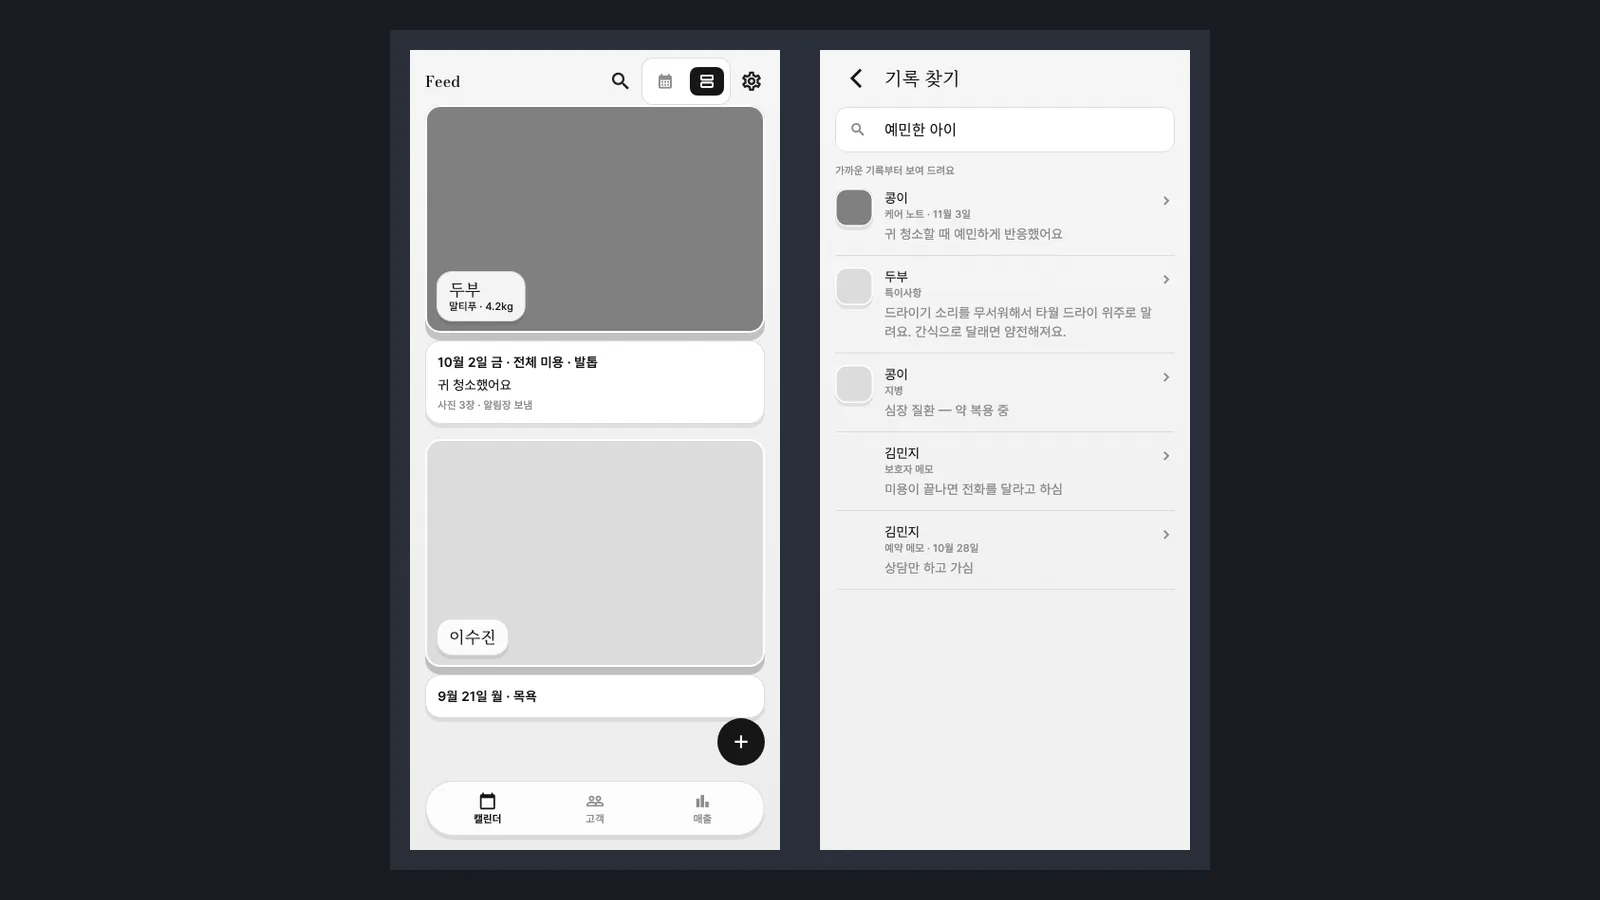 Feed
두부
말티푸 · 4.2kg
10월 2일 금 · 전체 미용 · 발톱
귀 청소했어요
사진 3장 · 알림장 보냄
이수진
9월 21일 월 · 목욕
캘린더
고객
매출
기록 찾기
예민한 아이
가까운 기록부터 보여 드려요
콩이
케어 노트 · 11월 3일
귀 청소할 때 예민하게 반응했어요
두부
특이사항
드라이기 소리를 무서워해서 타월 드라이 위주로 말
려요. 간식으로 달래면 얌전해져요.
콩이
지병
심장 질환 — 약 복용 중
김민지
보호자 메모
미용이 끝나면 전화를 달라고 하심
김민지
예약 메모 · 10월 28일
상담만 하고 가심